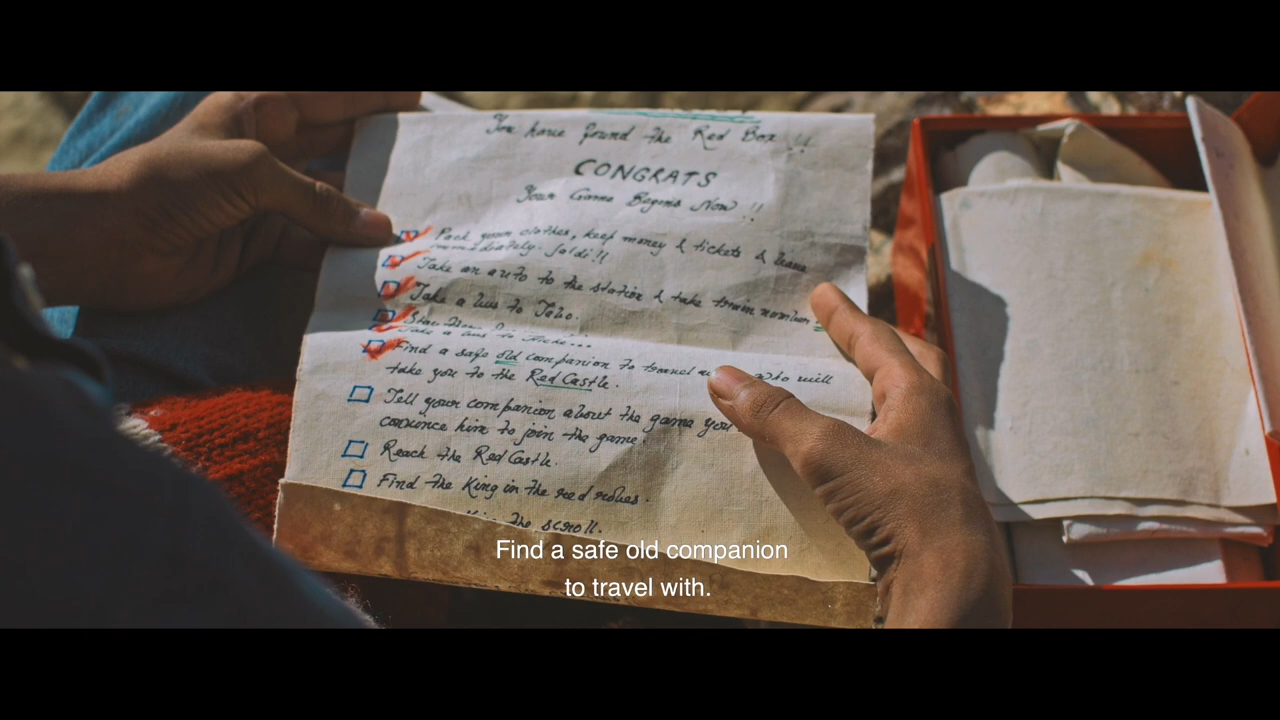 You have found the Red Box !!
CONGRATS
Your Game Begins Now !!
Pack your clothes, keep money & tickets & leave
immediately. Jaldi!!
Take an auto to the station & take train number
Take a bus to Tabo.
Find a safe old companion to travel who will
take you to the Red Castle.
Tell your companion about the game you
convince him to join the game
Reach the Red Castle.
Find the King in the red robes.
the scroll.
Find a safe old companion
to travel with.